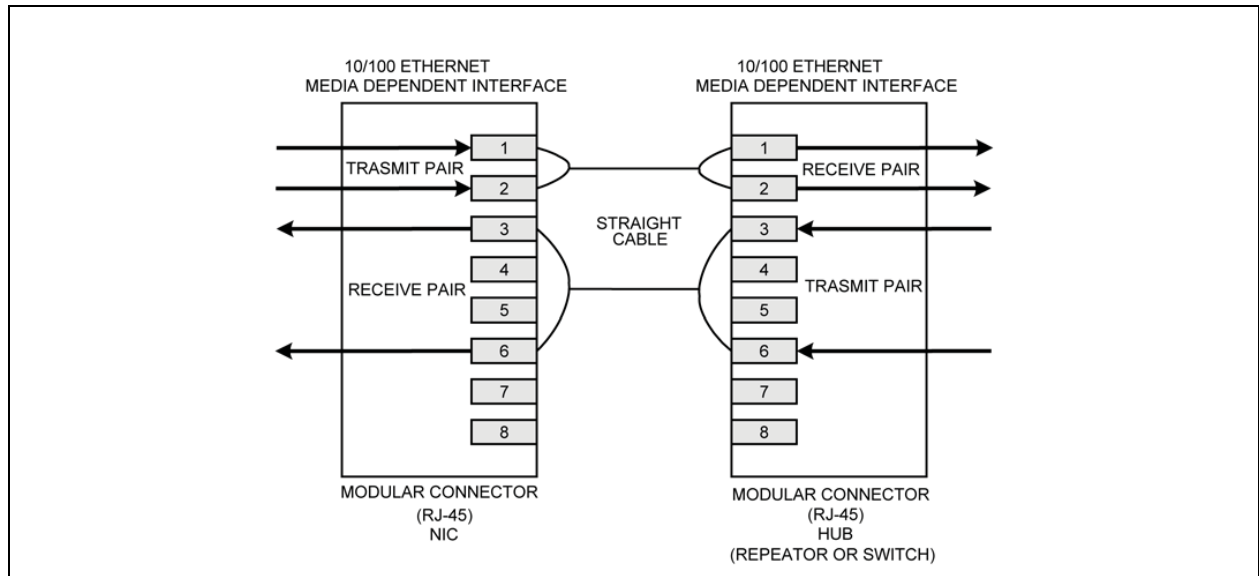 10/100 ETHERNET
MEDIA DEPENDENT INTERFACE
1
TRASMIT PAIR
2
3
4
RECEIVE PAIR
5
6
7
8
MODULAR CONNECTOR
(RJ-45)
NIC
STRAIGHT
CABLE
10/100 ETHERNET
MEDIA DEPENDENT INTERFACE
1
RECEIVE PAIR
2
3
4
TRASMIT PAIR
5
6
7
8
MODULAR CONNECTOR
(RJ-45)
HUB
(REPEATOR OR SWITCH)